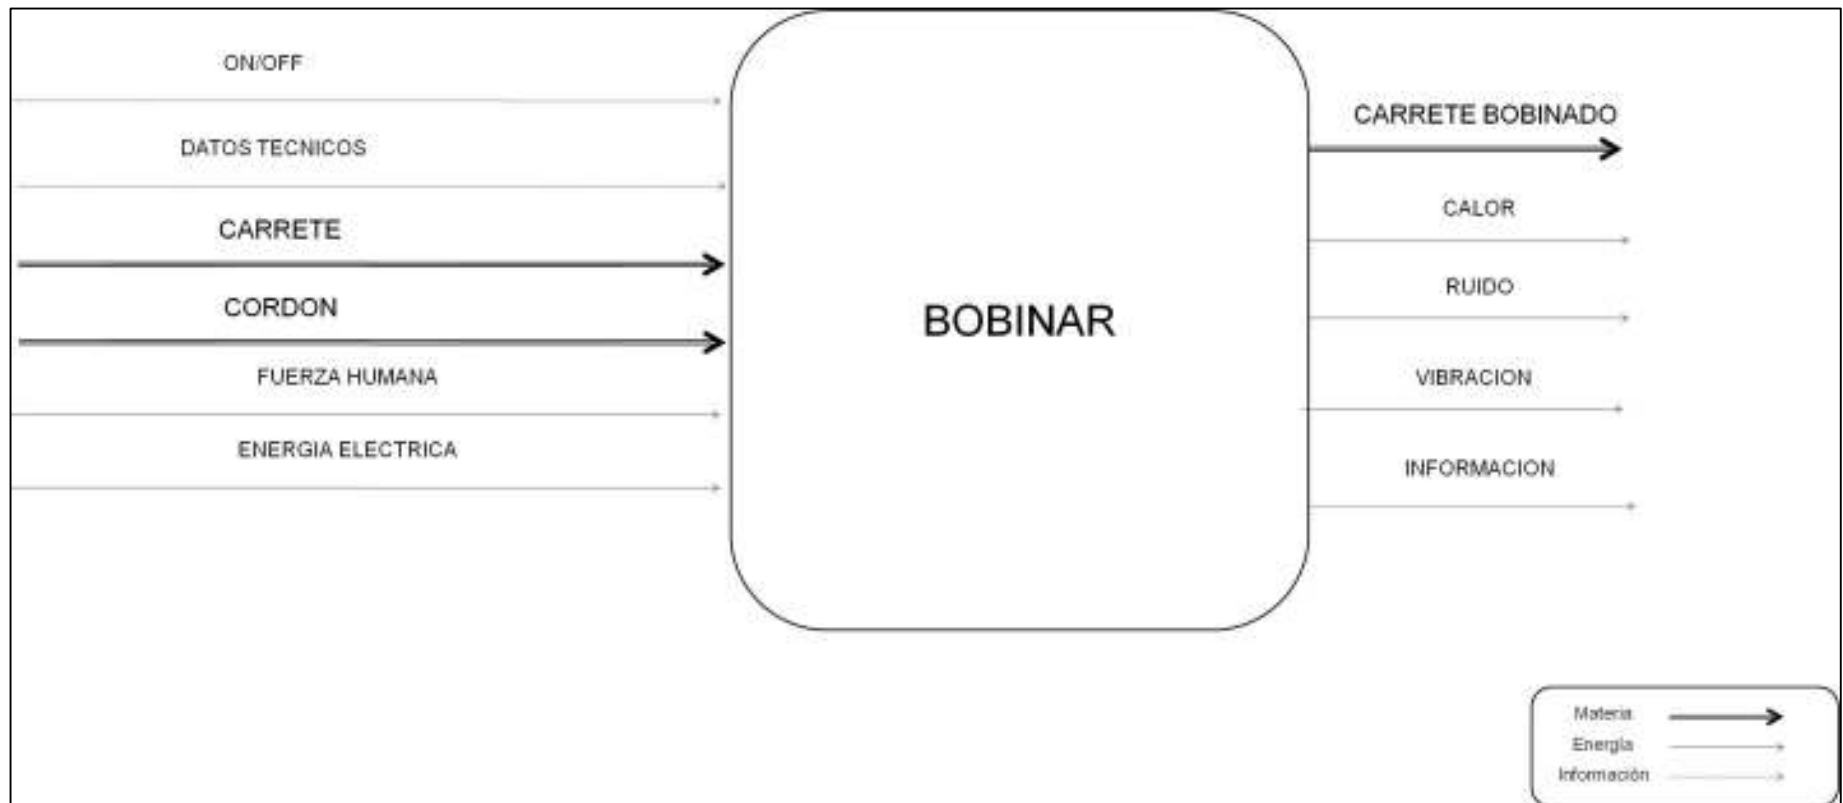 ON/OFF
DATOS TECNICOS
CARRETE
CORDON
FUERZA HUMANA
ENERGIA ELECTRICA
BOBINAR
CARRETE BOBINADO
CALOR
RUIDO
VIBRACION
INFORMACION
Materia
Energía
Información